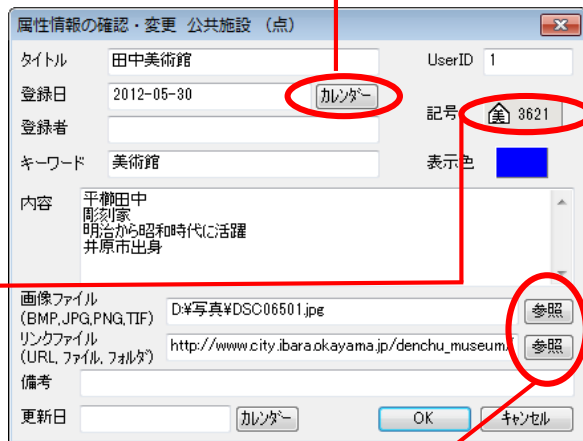 属性情報の確認・変更 公共施設 (点)
タイトル 田中美術館 UserID 1
登録日 2012-05-30 カレンダー
記号 美 3621
登録者
キーワード 美術館 表示色
内容 平櫛田中
彫刻家
明治から昭和時代に活躍
井原市出身
画像ファイル
(BMP,JPG,PNG,TIF) D:¥写真¥DSC06501.jpg 参照
リンクファイル
(URL, ファイル, フォルダ) http://www.city.ibara.okayama.jp/denchu_museum/ 参照
備考
更新日 カレンダー OK キャンセル